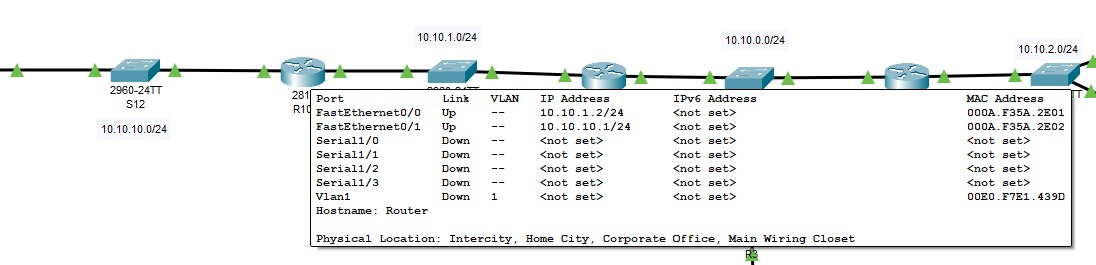 10.10.1.0/24
10.10.0.0/24
10.10.2.0/24
2960-24TT
S12
10.10.10.0/24
Port Link VLAN IP Address IPv6 Address MAC Address
FastEthernet0/0 Up -- 10.10.1.2/24 <not set> 000A.F35A.2E01
FastEthernet0/1 Up -- 10.10.10.1/24 <not set> 000A.F35A.2E02
Serial1/0 Down -- <not set> <not set> <not set>
Serial1/1 Down -- <not set> <not set> <not set>
Serial1/2 Down -- <not set> <not set> <not set>
Serial1/3 Down -- <not set> <not set> <not set>
Vlan1 Down 1 <not set> <not set> 00E0.F7E1.439D
Hostname: Router
Physical Location: Intercity, Home City, Corporate Office, Main Wiring Closet
R3